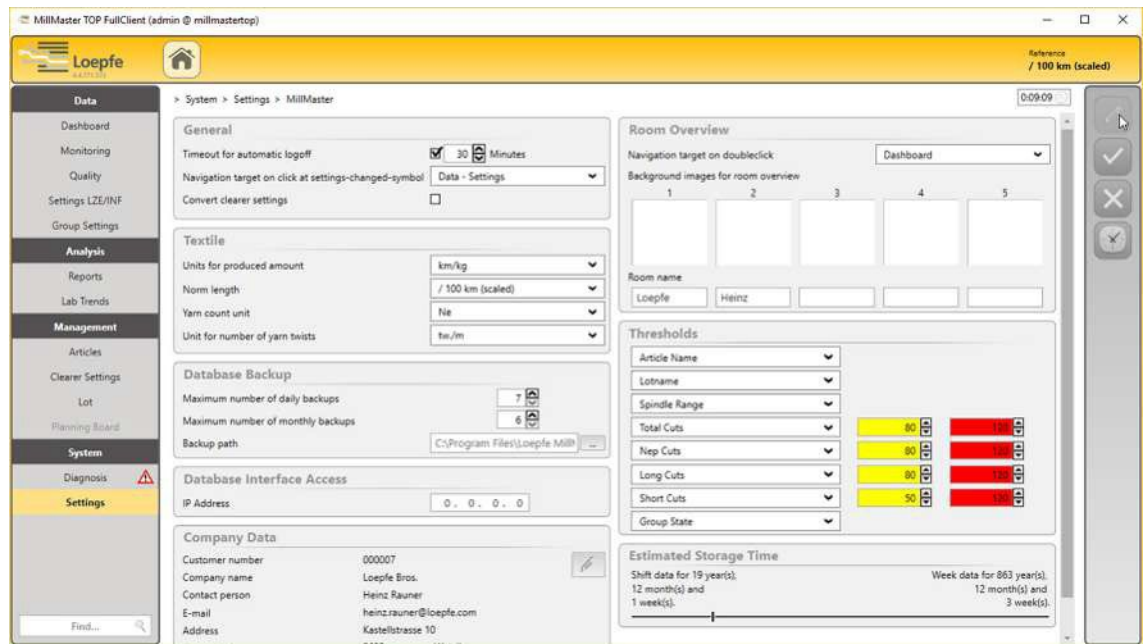 MillMaster TOP FullClient (admin @ millmastertop)
Loepfe
Reference
/ 100 km (scaled)
Data
Dashboard
Monitoring
Quality
Settings LZE/INF
Group Settings
Analysis
Reports
Lab Trends
Management
Articles
Clearer Settings
Lot
Planning Board
System
Diagnosis
Settings
Find...
> System > Settings > MillMaster
0:09:09
General
Timeout for automatic logoff 30 Minutes
Navigation target on click at settings-changed-symbol Data - Settings
Convert clearer settings
Textile
Units for produced amount km/kg
Norm length / 100 km (scaled)
Yarn count unit Ne
Unit for number of yarn twists tw./m
Database Backup
Maximum number of daily backups 7
Maximum number of monthly backups 6
Backup path C:\Program Files\Loepfe Mill ...
Database Interface Access
IP Address 0 . 0 . 0 . 0
Company Data
Customer number 000007
Company name Loepfe Bros.
Contact person Heinz Rauner
E-mail heinz.rauner@loepfe.com
Address Kastellstrasse 10
Room Overview
Navigation target on doubleclick Dashboard
Background images for room overview
1 2 3 4 5
Room name
Loepfe Heinz
Thresholds
Article Name
Lotname
Spindle Range
Total Cuts 80 120
Nep Cuts 80 120
Long Cuts 80 120
Short Cuts 50 120
Group State
Estimated Storage Time
Shift data for 19 year(s), Week data for 863 year(s),
12 month(s) and 12 month(s) and
1 week(s). 3 week(s).